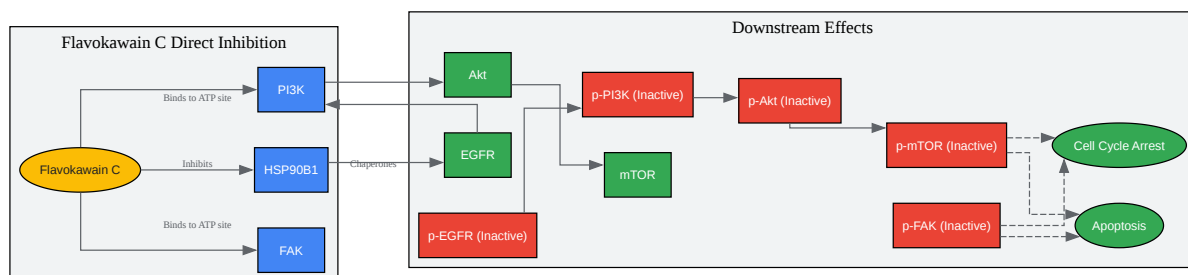 Flavokawain C Direct Inhibition
Downstream Effects
Flavokawain C
Binds to ATP site
PI3K
Inhibits
HSP90B1
Binds to ATP site
FAK
Chaperones
Akt
EGFR
p-EGFR (Inactive)
p-PI3K (Inactive)
mTOR
p-Akt (Inactive)
p-mTOR (Inactive)
p-FAK (Inactive)
Cell Cycle Arrest
Apoptosis